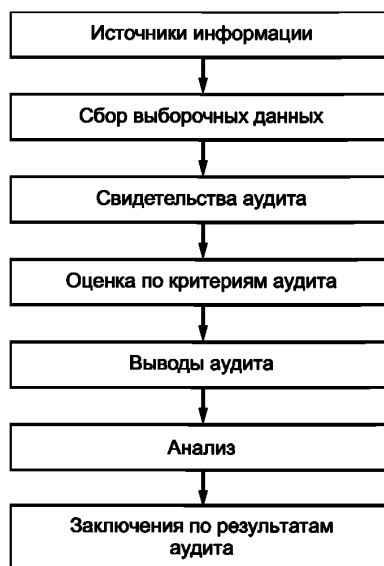 Источники информации
Сбор выборочных данных
Свидетельства аудита
Оценка по критериям аудита
Выводы аудита
Анализ
Заключения по результатам
аудита